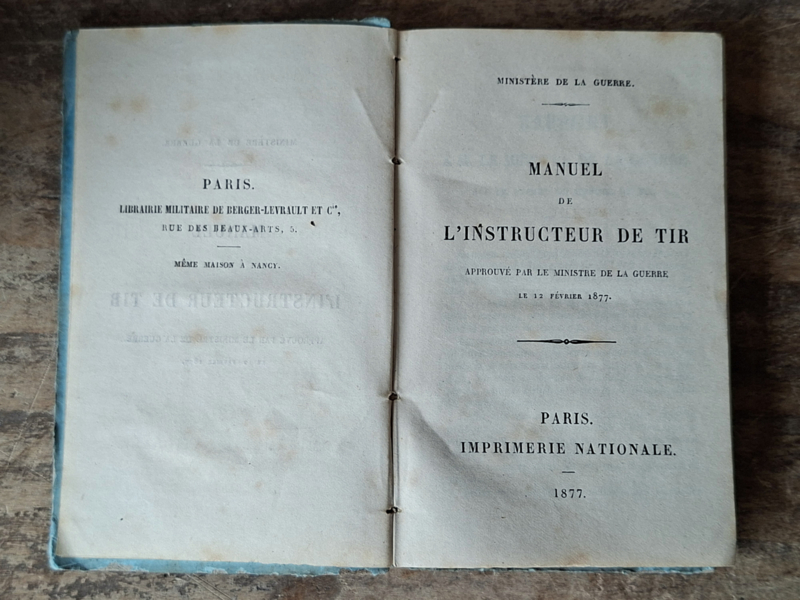 PARIS.
LIBRAIRIE MILITAIRE DE BERGER-LEVRAULT ET Cie,
RUE DES BEAUX-ARTS, 5.
MÊME MAISON À NANCY.
MINISTÈRE DE LA GUERRE.
MANUEL
DE
L'INSTRUCTEUR DE TIR
APPROUVÉ PAR LE MINISTRE DE LA GUERRE
LE 12 FÉVRIER 1877.
PARIS.
IMPRIMERIE NATIONALE.
1877.